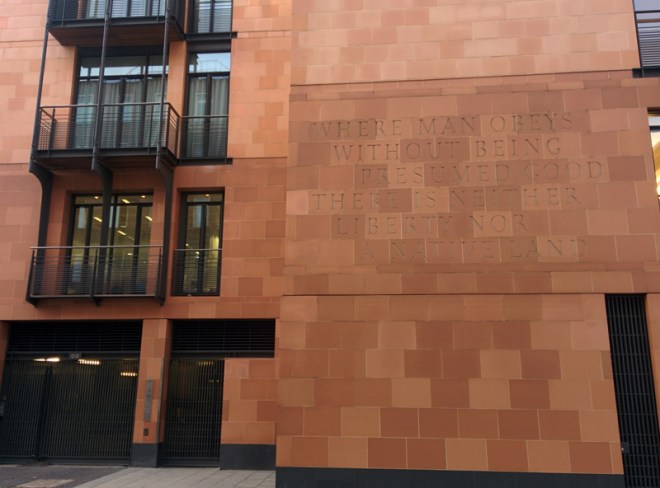 WHERE MAN OBEYS
WITHOUT BEING
PRESUMED GOOD
THERE IS NEITHER
LIBERTY NOR
A NATIVE LAND